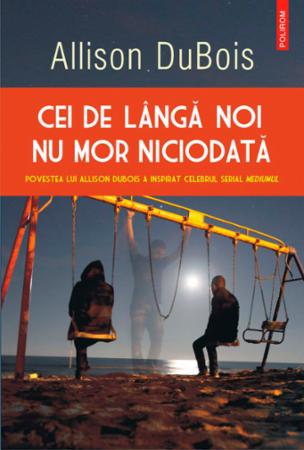 POLIROM
Allison DuBois
CEI DE LÂNGĂ NOI
NU MOR NICIODATĂ
POVESTEA LUI ALLISON DUBOIS A INSPIRAT CELEBRUL SERIAL MEDIUMUL